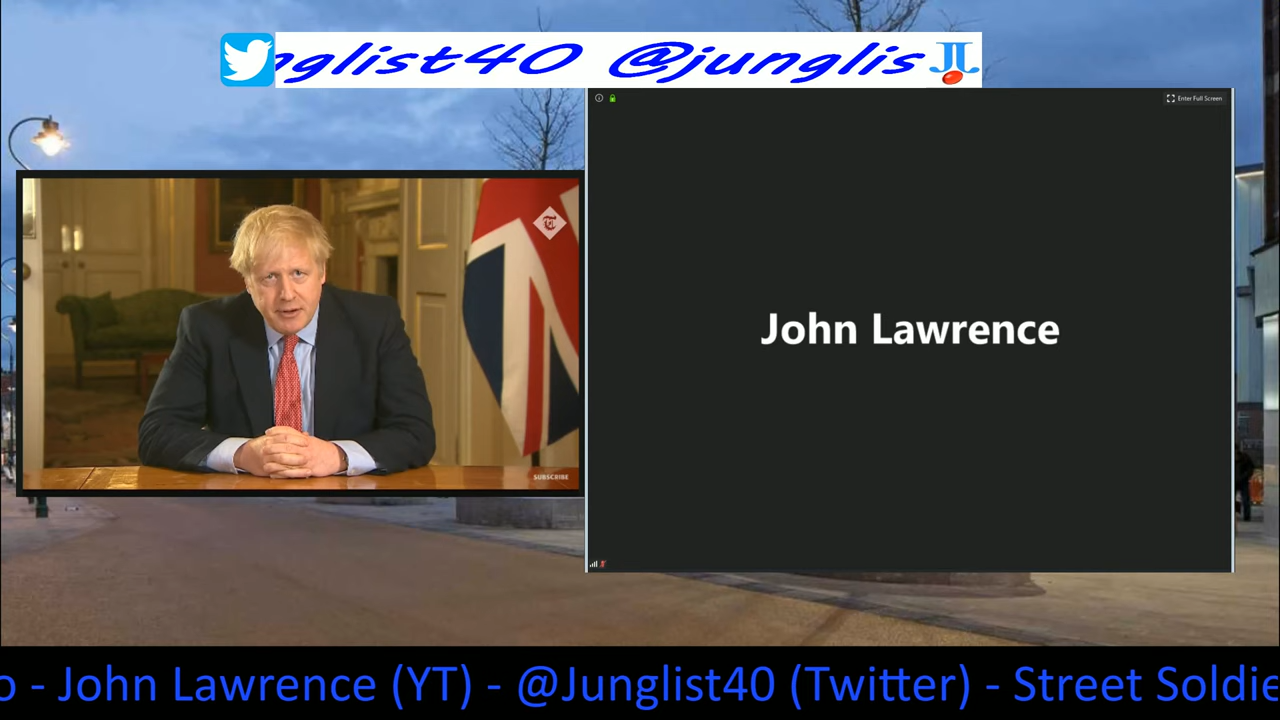 nglist40 @junglis
Enter Full Screen
John Lawrence
SUBSCRIBE
o - John Lawrence (YT) - @Junglist40 (Twitter) - Street Soldie